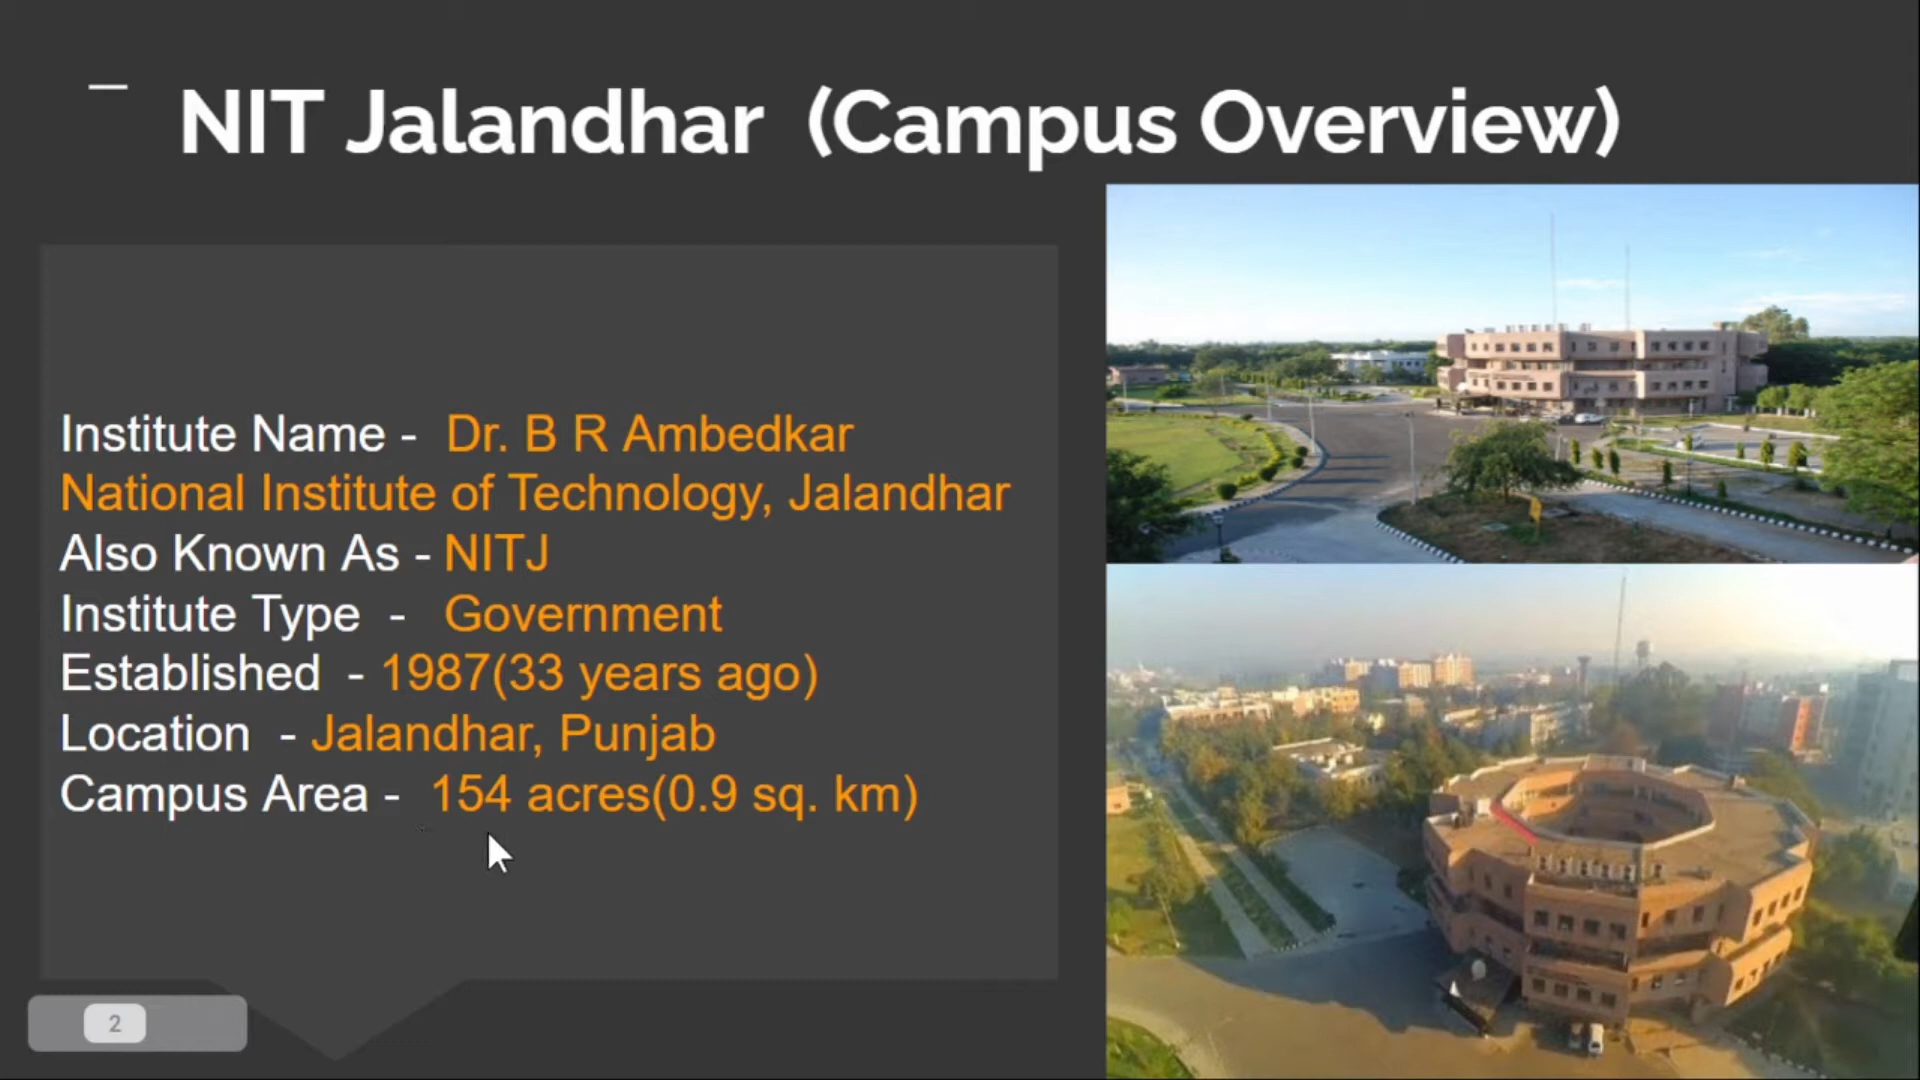 NIT Jalandhar (Campus Overview)
Institute Name - Dr. B R Ambedkar
National Institute of Technology, Jalandhar
Also Known As - NITJ
Institute Type - Government
Established - 1987(33 years ago)
Location - Jalandhar, Punjab
Campus Area - 154 acres(0.9 sq. km)
2